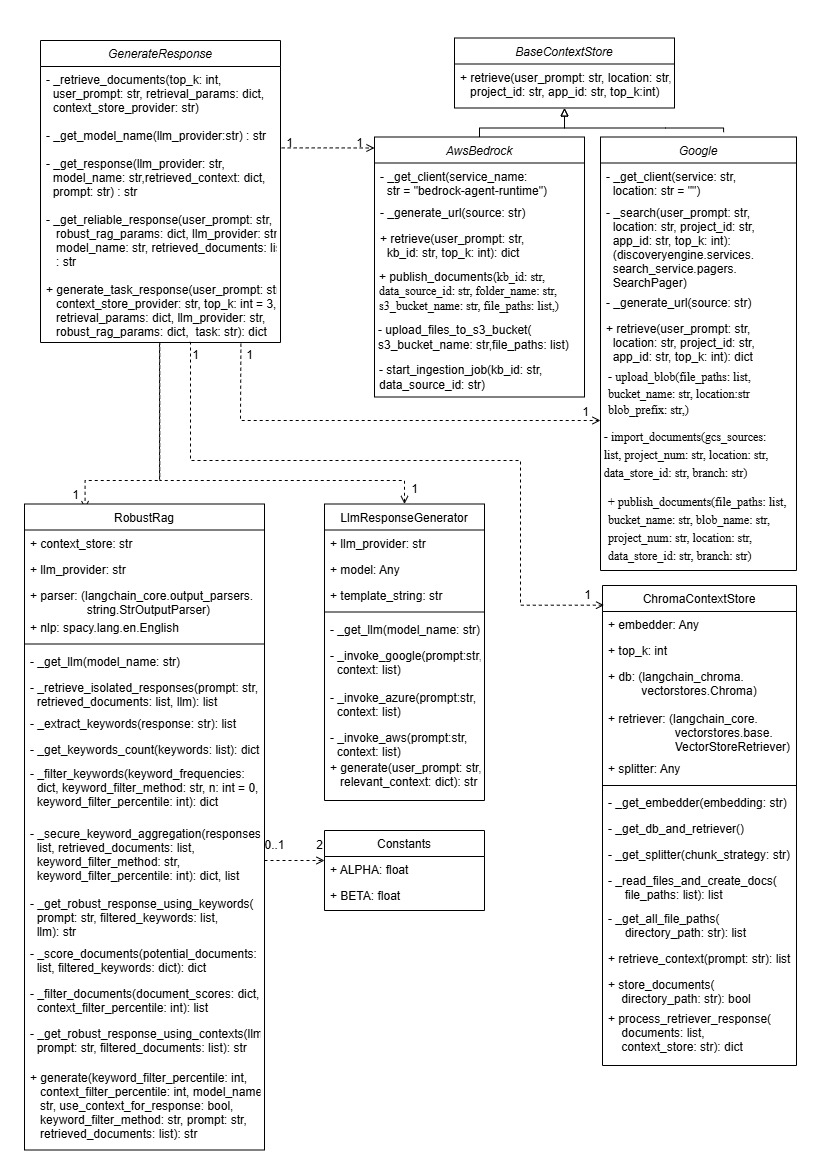 GenerateResponse
- _retrieve_documents(top_k: int,
user_prompt: str, retrieval_params: dict,
context_store_provider: str)
- _get_model_name(llm_provider:str) : str
- _get_response(llm_provider: str,
model_name: str,retrieved_context: dict,
prompt: str) : str
- _get_reliable_response(user_prompt: str,
robust_rag_params: dict, llm_provider: str
model_name: str, retrieved_documents: lis
: str
+ generate_task_response(user_prompt: st
context_store_provider: str, top_k: int = 3,
retrieval_params: dict, llm_provider: str,
robust_rag_params: dict, task: str): dict
BaseContextStore
+ retrieve(user_prompt: str, location: str,
project_id: str, app_id: str, top_k:int)
1
1
AwsBedrock
- _get_client(service_name:
str = "bedrock-agent-runtime")
- _generate_url(source: str)
+ retrieve(user_prompt: str,
kb_id: str, top_k: int): dict
+ publish_documents(kb_id: str,
data_source_id: str, folder_name: str,
s3_bucket_name: str, file_paths: list,)
- upload_files_to_s3_bucket(
s3_bucket_name: str,file_paths: list)
- start_ingestion_job(kb_id: str,
data_source_id: str)
Google
- _get_client(service: str,
location: str = "")
- _search(user_prompt: str,
location: str, project_id: str,
app_id: str, top_k: int):
(discoveryengine.services.
search_service.pagers.
SearchPager)
- _generate_url(source: str)
+ retrieve(user_prompt: str,
location: str, project_id: str,
app_id: str, top_k: int): dict
- upload_blob(file_paths: list,
bucket_name: str, location:str
blob_prefix: str,)
- import_documents(gcs_sources:
list, project_num: str, location: str,
data_store_id: str, branch: str)
+ publish_documents(file_paths: list,
bucket_name: str, blob_name: str,
project_num: str, location: str,
data_store_id: str, branch: str)
1
1
1
1
1
1
RobustRag
+ context_store: str
+ llm_provider: str
+ parser: (langchain_core.output_parsers.
string.StrOutputParser)
+ nlp: spacy.lang.en.English
- _get_llm(model_name: str)
- _retrieve_isolated_responses(prompt: str,
retrieved_documents: list, llm): list
- _extract_keywords(response: str): list
- _get_keywords_count(keywords: list): dict
- _filter_keywords(keyword_frequencies:
dict, keyword_filter_method: str, n: int = 0,
keyword_filter_percentile: int): dict
- _secure_keyword_aggregation(responses
list, retrieved_documents: list,
keyword_filter_method: str,
keyword_filter_percentile: int): dict, list
- _get_robust_response_using_keywords(
prompt: str, filtered_keywords: list,
llm): str
- _score_documents(potential_documents:
list, filtered_keywords: dict): dict
- _filter_documents(document_scores: dict,
context_filter_percentile: int): list
- _get_robust_response_using_contexts(llm
prompt: str, filtered_documents: list): str
+ generate(keyword_filter_percentile: int,
context_filter_percentile: int, model_name
str, use_context_for_response: bool,
keyword_filter_method: str, prompt: str,
retrieved_documents: list): str
LlmResponseGenerator
+ llm_provider: str
+ model: Any
+ template_string: str
- _get_llm(model_name: str)
- _invoke_google(prompt:str,
context: list)
- _invoke_azure(prompt:str,
context: list)
- _invoke_aws(prompt:str,
context: list)
+ generate(user_prompt: str,
relevant_context: dict): str
0..1
2
Constants
+ ALPHA: float
+ BETA: float
ChromaContextStore
+ embedder: Any
+ top_k: int
+ db: (langchain_chroma.
vectorstores.Chroma)
+ retriever: (langchain_core.
vectorstores.base.
VectorStoreRetriever)
+ splitter: Any
- _get_embedder(embedding: str)
- _get_db_and_retriever()
- _get_splitter(chunk_strategy: str)
- _read_files_and_create_docs(
file_paths: list): list
- _get_all_file_paths(
directory_path: str): list
+ retrieve_context(prompt: str): list
+ store_documents(
directory_path: str): bool
+ process_retriever_response(
documents: list,
context_store: str): dict